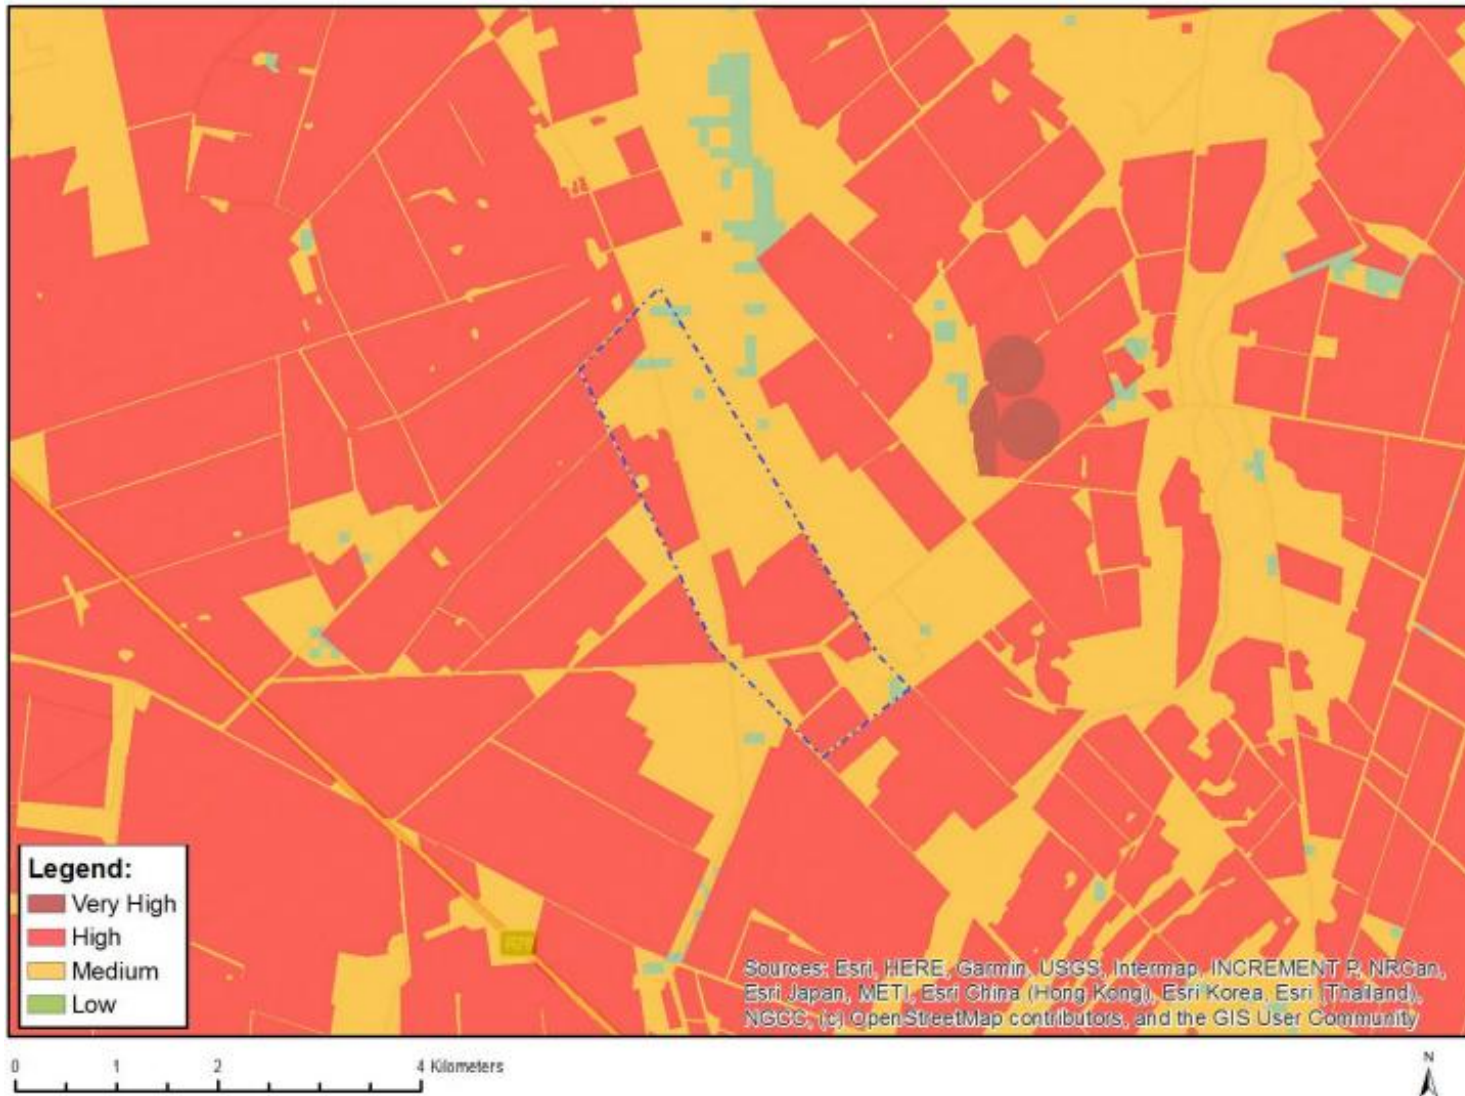 Legend:
Very High
High
Medium
Low
Sources: Esri, HERE, Garmin, USGS, Intermap, INCREMENT P, NRCan,
Esri Japan, METI, Esri China (Hong Kong), Esri Korea, Esri (Thailand),
NGCC, (c) OpenStreetMap contributors, and the GIS User Community
0 1 2 4 Kilometers
N